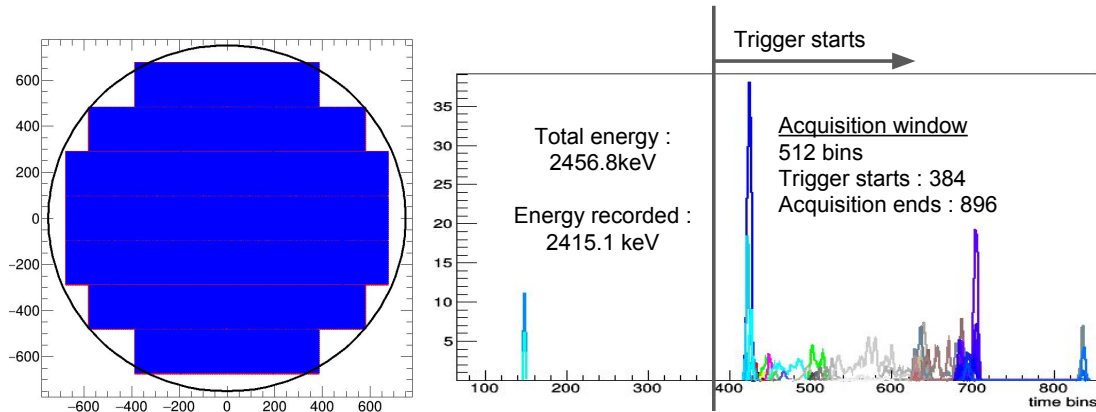 600
400
200
0
−200
−400
−600
−600 −400 −200 0 200 400 600
Trigger starts
35
30
25
20
15
10
5
Total energy :
2456.8keV
Energy recorded :
2415.1 keV
Acquisition window
512 bins
Trigger starts : 384
Acquisition ends : 896
100 200 300 400 500 600 700 800
time bins